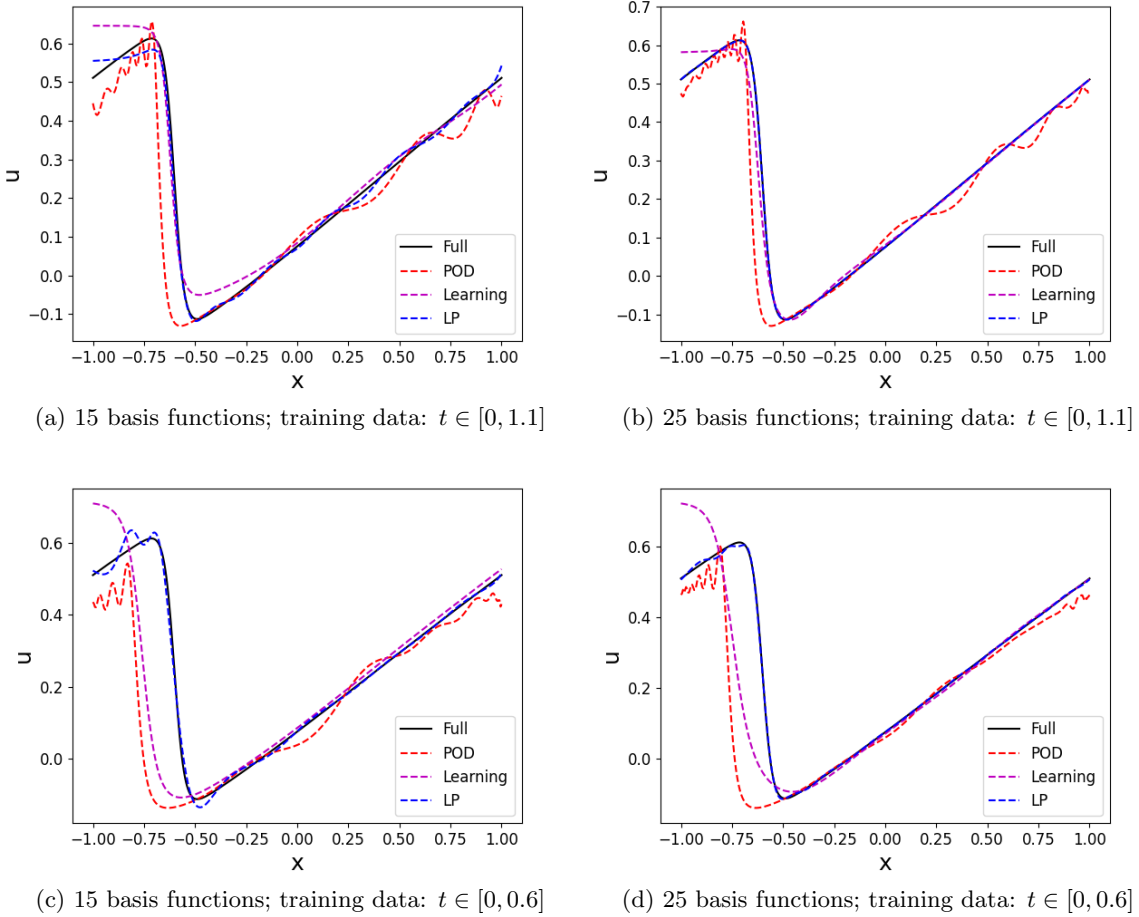 0.6
0.5
0.4
0.3
0.2
0.1
0.0
−0.1
u
Full
POD
Learning
LP
−1.00 −0.75 −0.50 −0.25 0.00 0.25 0.50 0.75 1.00
x
(a) 15 basis functions; training data: t ∈ [0, 1.1]
0.7
0.6
0.5
0.4
0.3
0.2
0.1
0.0
−0.1
u
Full
POD
Learning
LP
−1.00 −0.75 −0.50 −0.25 0.00 0.25 0.50 0.75 1.00
x
(b) 25 basis functions; training data: t ∈ [0, 1.1]
0.6
0.4
0.2
0.0
u
Full
POD
Learning
LP
−1.00 −0.75 −0.50 −0.25 0.00 0.25 0.50 0.75 1.00
x
(c) 15 basis functions; training data: t ∈ [0, 0.6]
0.6
0.4
0.2
0.0
u
Full
POD
Learning
LP
−1.00 −0.75 −0.50 −0.25 0.00 0.25 0.50 0.75 1.00
x
(d) 25 basis functions; training data: t ∈ [0, 0.6]